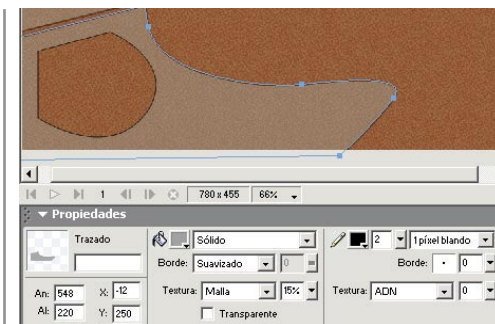 1 780 x 455 66%
Propiedades
Trazado Sólido 2 1 píxel blando
Borde: Suavizado 0 Borde: 0
An: 548 X: -12 Textura: Malla 15% Textura: ADN 0
Al: 220 Y: 250 Transparente